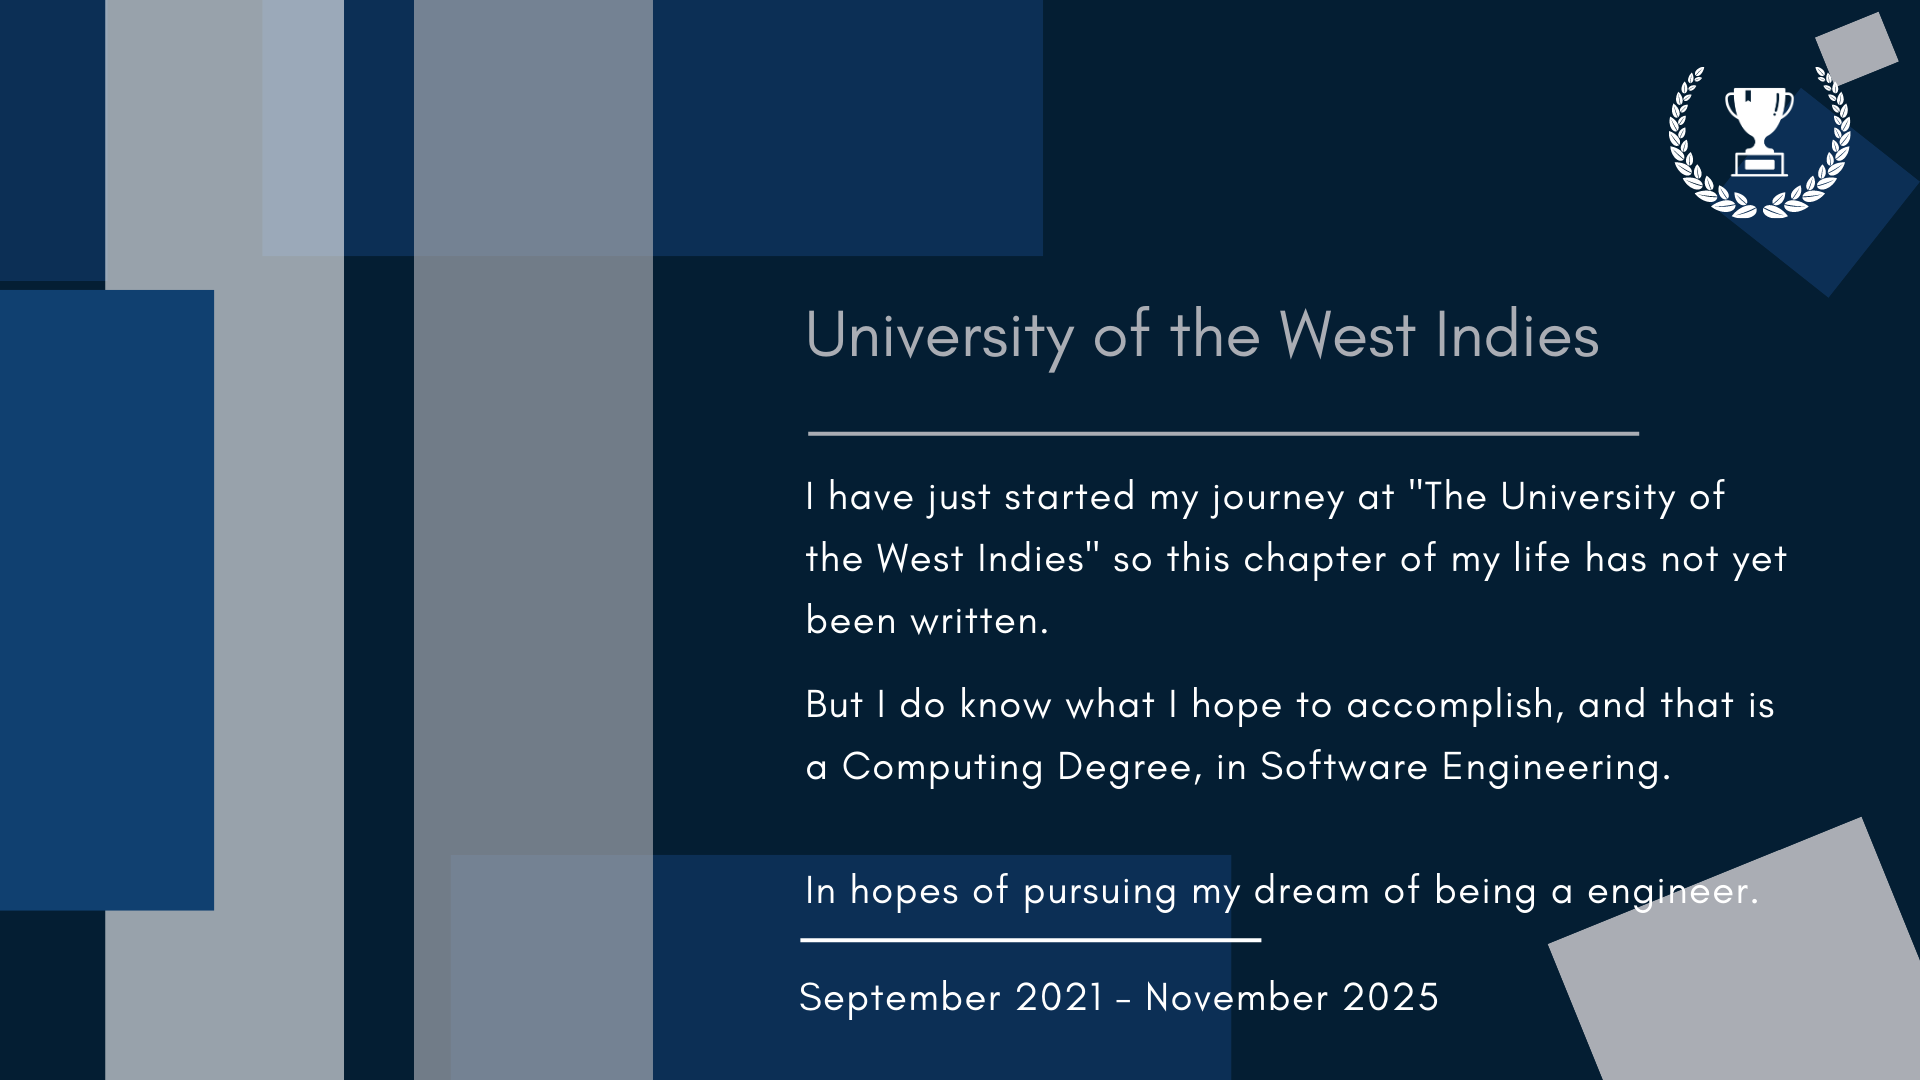 University of the West Indies
I have just started my journey at "The University of
the West Indies" so this chapter of my life has not yet
been written.
But I do know what I hope to accomplish, and that is
a Computing Degree, in Software Engineering.
In hopes of pursuing my dream of being a engineer.
September 2021 - November 2025